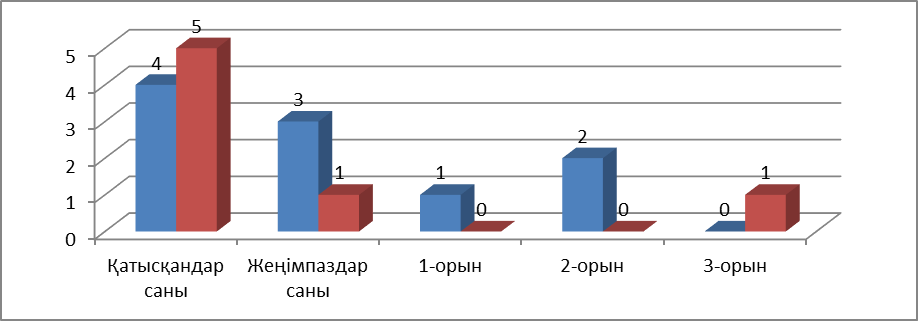 5
4
3
2
1
0
4
5
3
1
1
0
2
0
0
1
Қатысқандар
саны
Жеңімпаздар
саны
1-орын
2-орын
3-орын